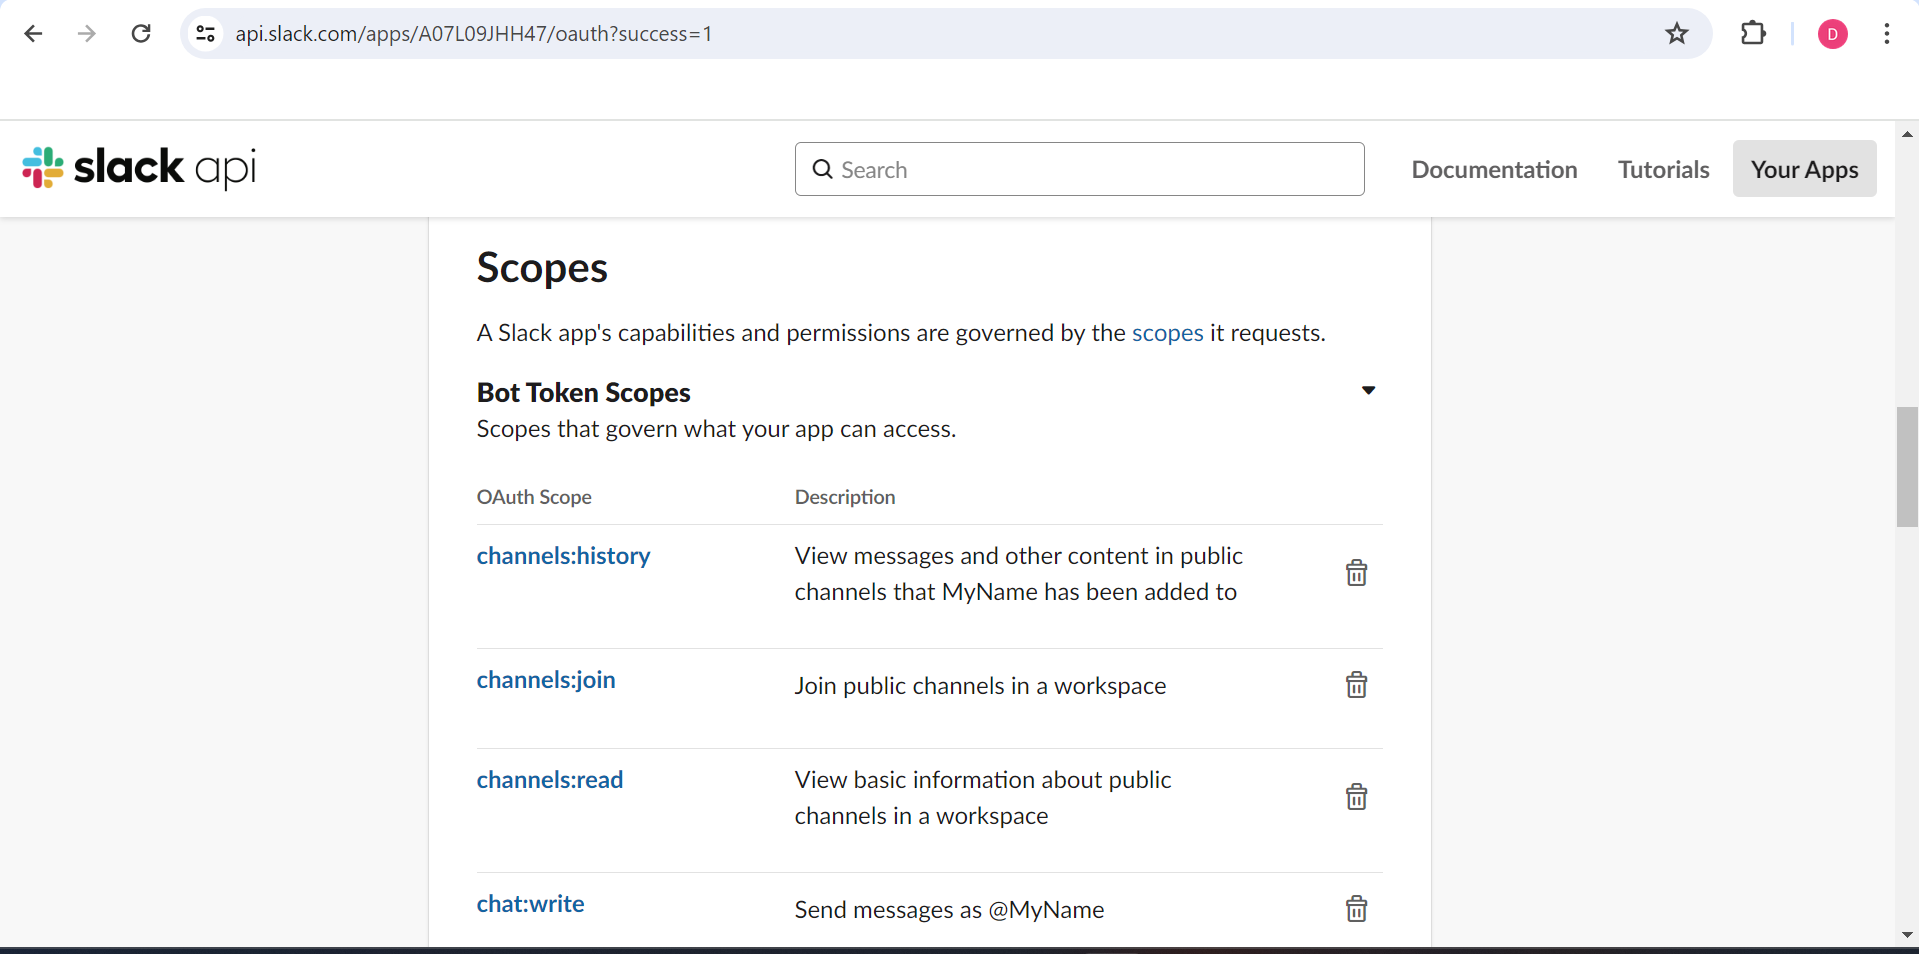 api.slack.com/apps/A07L09JHH47/oauth?success=1
D
slack api
Search
Documentation
Tutorials
Your Apps
Scopes
A Slack app's capabilities and permissions are governed by the scopes it requests.
Bot Token Scopes
Scopes that govern what your app can access.
OAuth Scope
Description
channels:history
View messages and other content in public
channels that MyName has been added to
channels:join
Join public channels in a workspace
channels:read
View basic information about public
channels in a workspace
chat:write
Send messages as @MyName